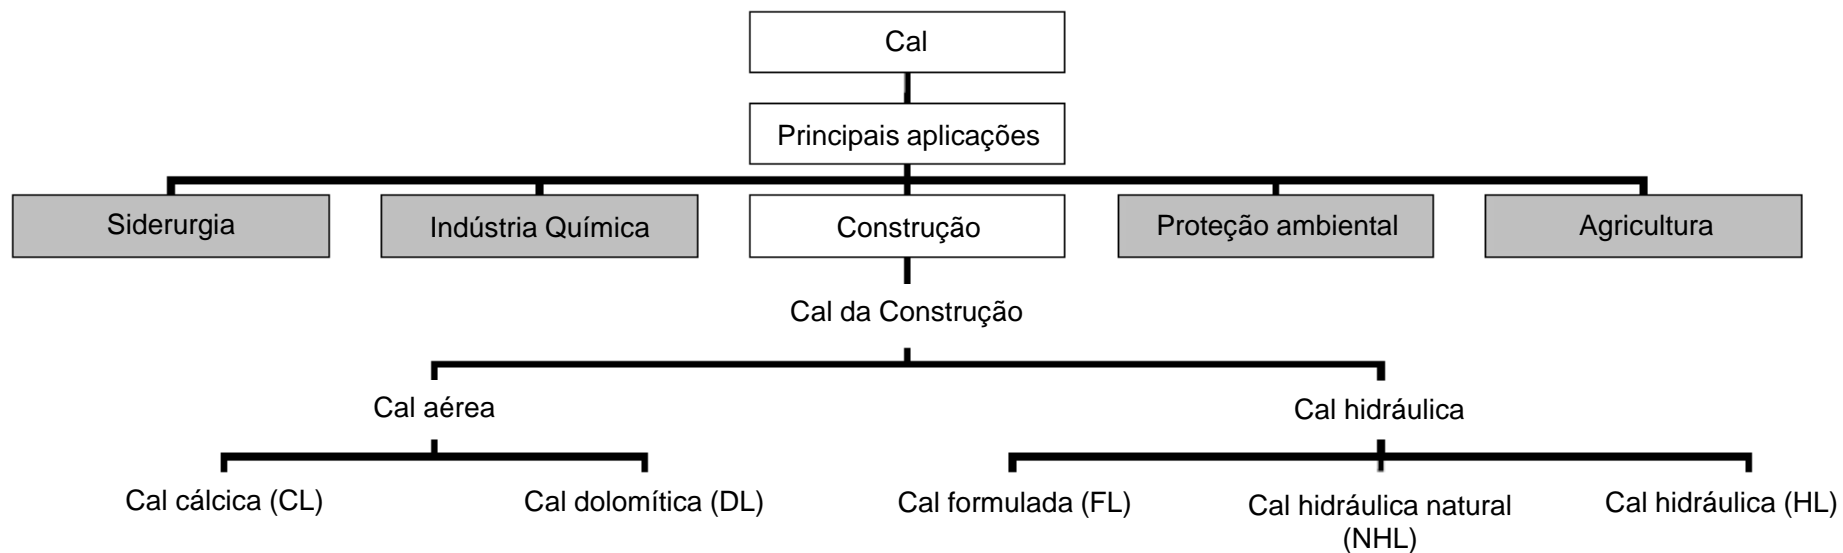 Cal
Principais aplicações
Siderurgia
Indústria Química
Construção
Proteção ambiental
Agricultura
Cal da Construção
Cal aérea
Cal hidráulica
Cal cálcica (CL)
Cal dolomítica (DL)
Cal formulada (FL)
Cal hidráulica natural
(NHL)
Cal hidráulica (HL)